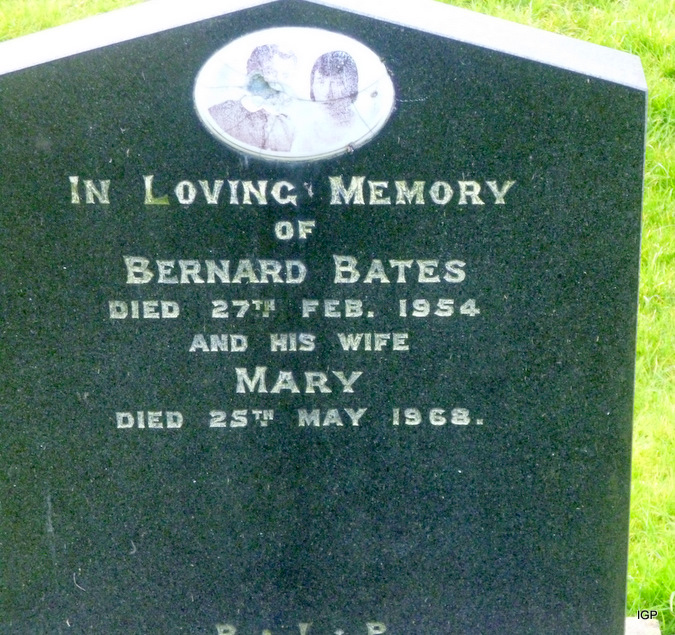 IN LOVING MEMORY
OF
BERNARD BATES
DIED 27TH FEB. 1954
AND HIS WIFE
MARY
DIED 25TH MAY 1968.
R.I.P
IGP